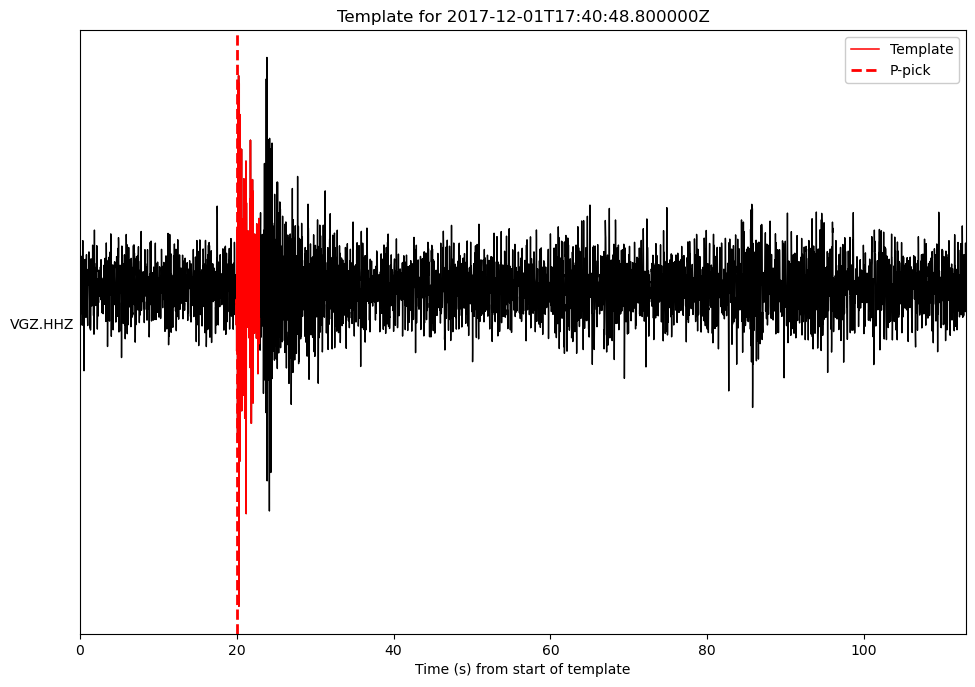 Template for 2017-12-01T17:40:48.800000Z
Template
P-pick
VGZ.HHZ
0 20 40 60 80 100
Time (s) from start of template